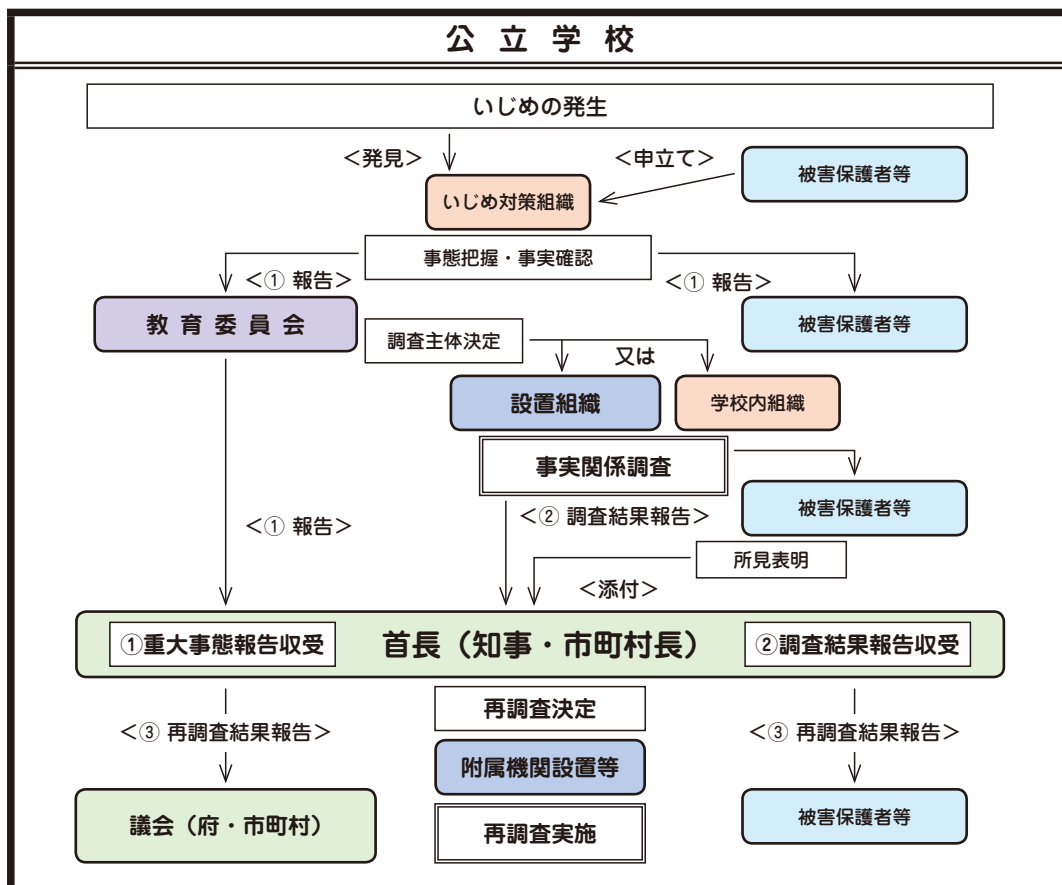 公立学校
いじめの発生
＜発見＞
＜申立て＞
被害保護者等
いじめ対策組織
事態把握・事実確認
＜① 報告＞
＜① 報告＞
教育委員会
被害保護者等
調査主体決定
又は
設置組織
学校内組織
事実関係調査
被害保護者等
＜① 報告＞
＜② 調査結果報告＞
所見表明
＜添付＞
①重大事態報告収受
首長（知事・市町村長）
②調査結果報告収受
再調査決定
＜③ 再調査結果報告＞
＜③ 再調査結果報告＞
附属機関設置等
議会（府・市町村）
再調査実施
被害保護者等